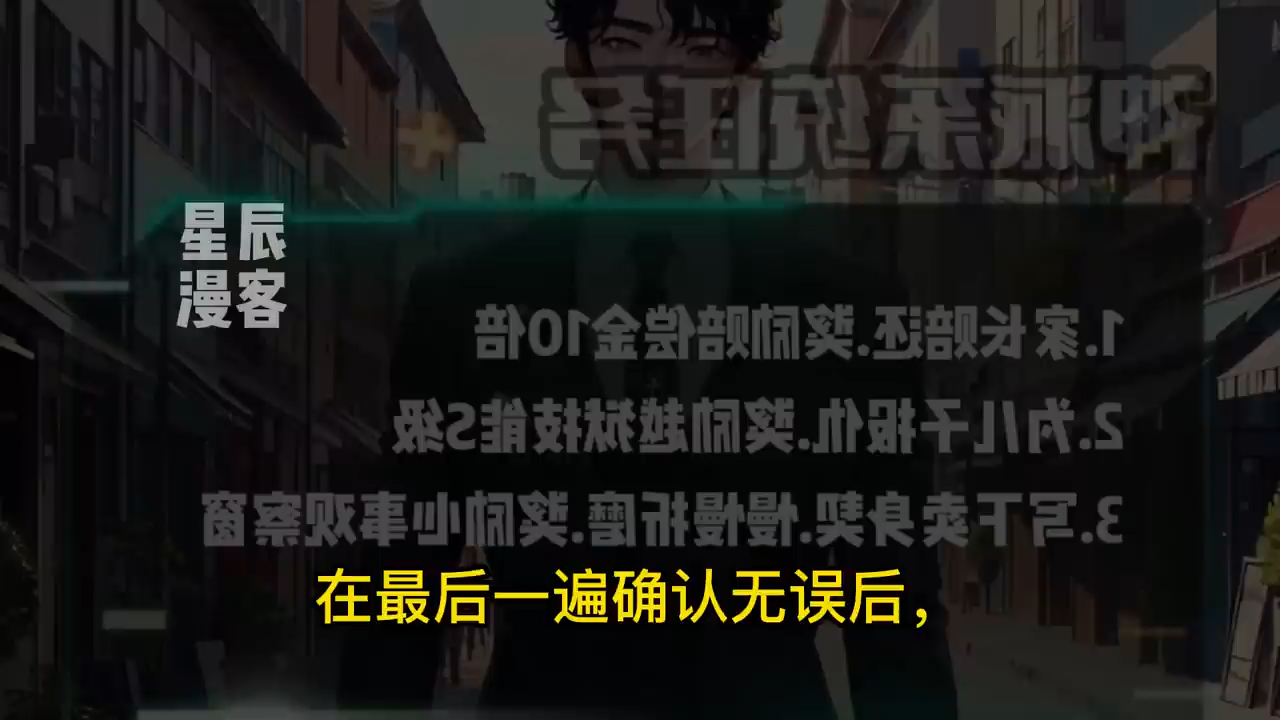 神派系统任务
星辰
漫客
1.家长赔还.奖励赔偿金10倍
2.为儿子报仇.奖励越狱技能S级
3.写下卖身契.慢慢折磨.奖励心事观察窗
在最后一遍确认无误后，